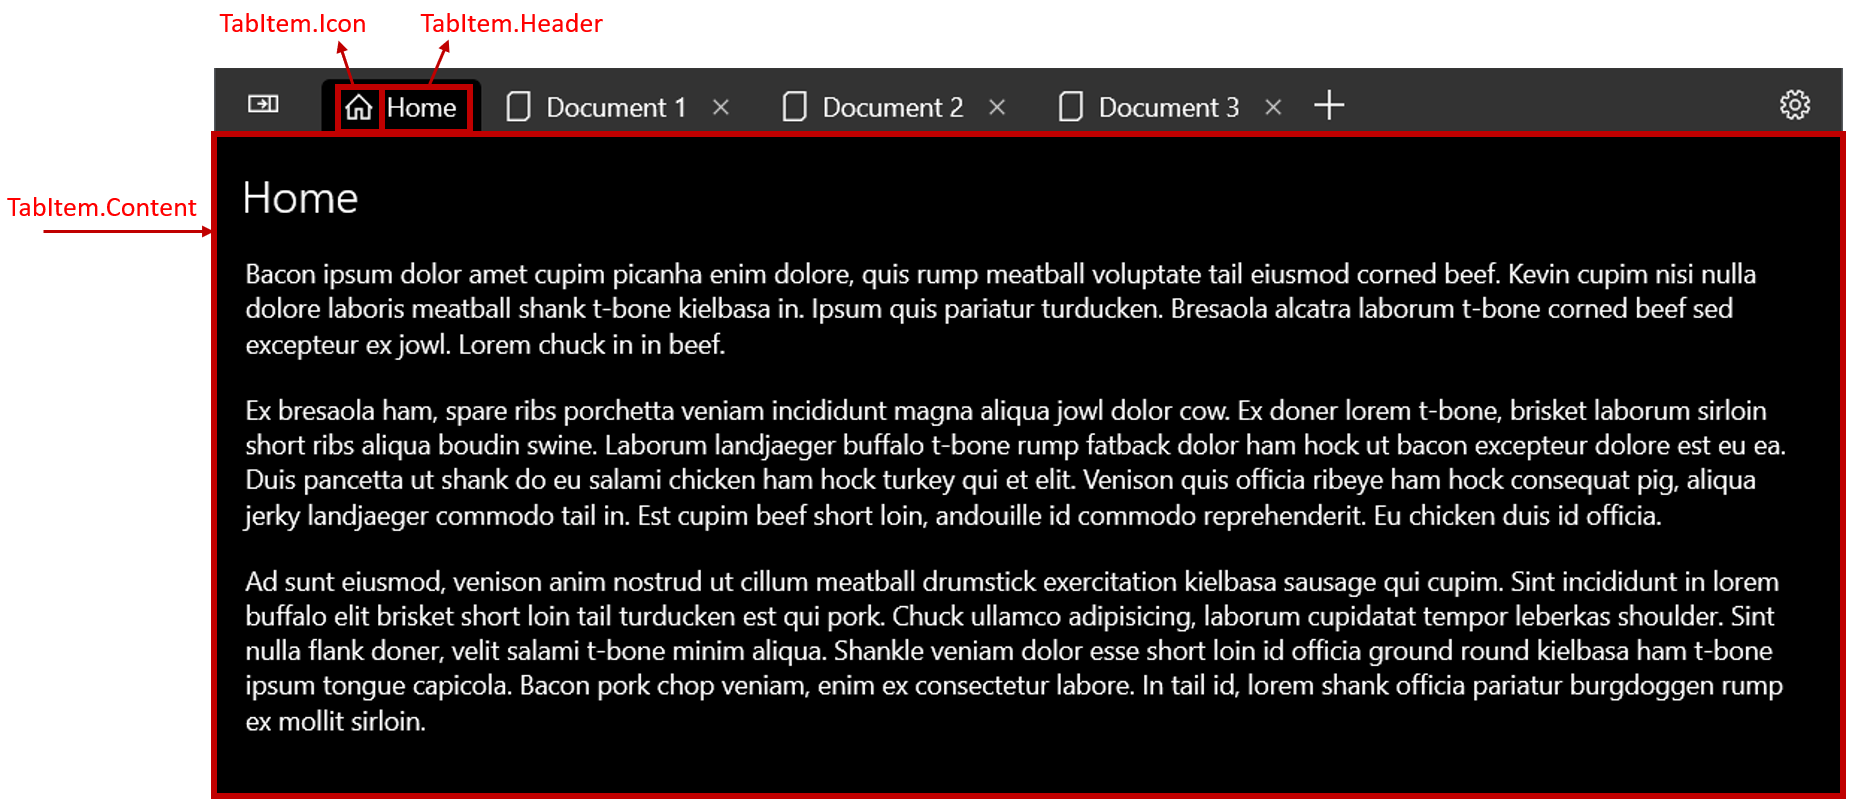 TabItem.Icon TabItem.Header
Home Document 1 Document 2 Document 3
TabItem.Content
Home
Bacon ipsum dolor amet cupim picanha enim dolore, quis rump meatball voluptate tail eiusmod corned beef. Kevin cupim nisi nulla
dolore laboris meatball shank t-bone kielbasa in. Ipsum quis pariatur turducken. Bresaola alcatra laborum t-bone corned beef sed
excepteur ex jowl. Lorem chuck in in beef.
Ex bresaola ham, spare ribs porchetta veniam incididunt magna aliqua jowl dolor cow. Ex doner lorem t-bone, brisket laborum sirloin
short ribs aliqua boudin swine. Laborum landjaeger buffalo t-bone rump fatback dolor ham hock ut bacon excepteur dolore est eu ea.
Duis pancetta ut shank do eu salami chicken ham hock turkey qui et elit. Venison quis officia ribeye ham hock consequat pig, aliqua
jerky landjaeger commodo tail in. Est cupim beef short loin, andouille id commodo reprehenderit. Eu chicken duis id officia.
Ad sunt eiusmod, venison anim nostrud ut cillum meatball drumstick exercitation kielbasa sausage qui cupim. Sint incididunt in lorem
buffalo elit brisket short loin tail turducken est qui pork. Chuck ullamco adipisicing, laborum cupidatat tempor leberkas shoulder. Sint
nulla flank doner, velit salami t-bone minim aliqua. Shankle veniam dolor esse short loin id officia ground round kielbasa ham t-bone
ipsum tongue capicola. Bacon pork chop veniam, enim ex consectetur labore. In tail id, lorem shank officia pariatur burgdoggen rump
ex mollit sirloin.